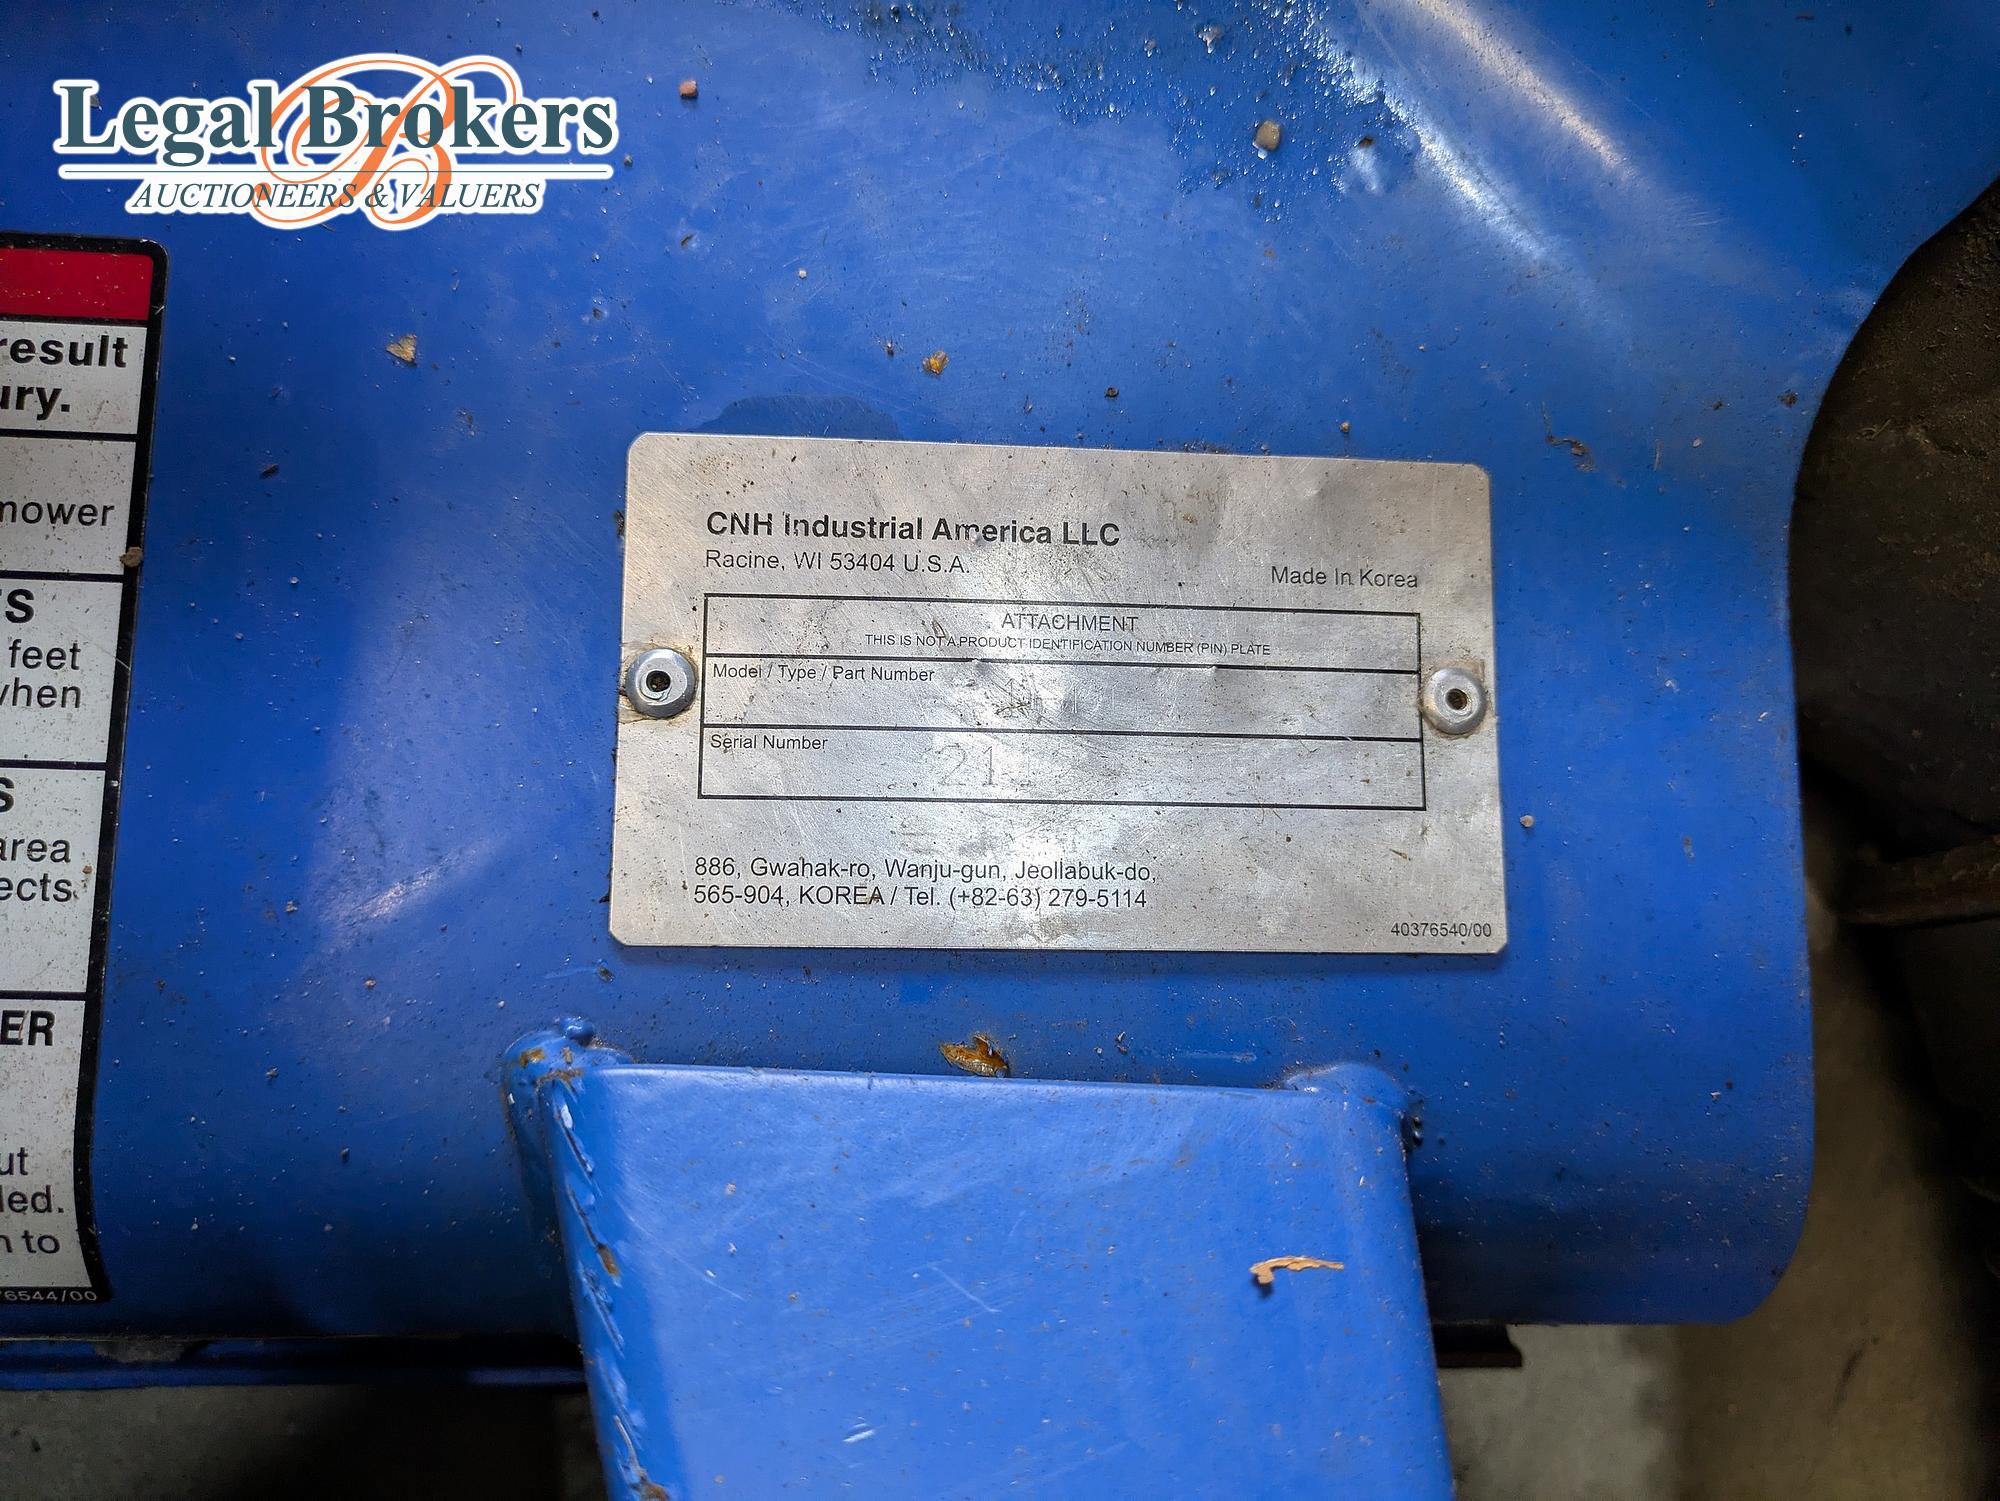 Legal Brokers
AUCTIONEERS & VALUERS
result
ury.
mower
S
feet
when
S
area
ects
ER
ut
led.
n to
76544/00
CNH Industrial America LLC
Racine, WI 53404 U.S.A.
Made In Korea
ATTACHMENT
THIS IS NOT A PRODUCT IDENTIFICATION NUMBER (PIN) PLATE
Model / Type / Part Number
Serial Number
886, Gwahak-ro, Wanju-gun, Jeollabuk-do,
565-904, KOREA / Tel. (+82-63) 279-5114
40376540/00